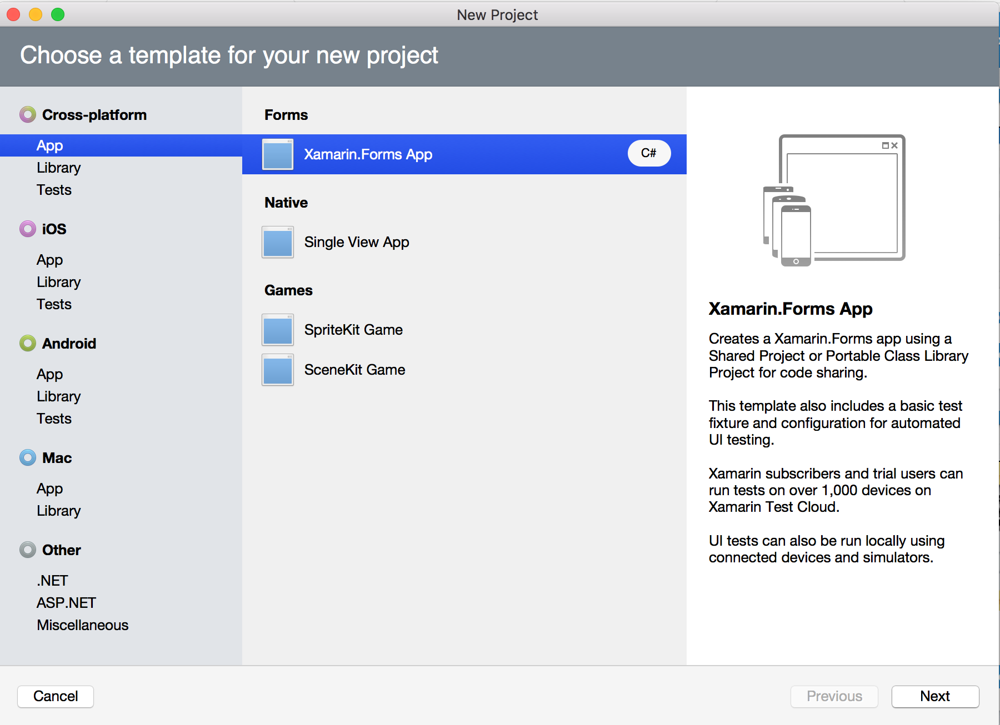 New Project
Choose a template for your new project
Cross-platform
App
Library
Tests
iOS
App
Library
Tests
Android
App
Library
Tests
Mac
App
Library
Other
.NET
ASP.NET
Miscellaneous
Forms
Xamarin.Forms App
C#
Native
Single View App
Games
SpriteKit Game
SceneKit Game
Xamarin.Forms App
Creates a Xamarin.Forms app using a
Shared Project or Portable Class Library
Project for code sharing.
This template also includes a basic test
fixture and configuration for automated
UI testing.
Xamarin subscribers and trial users can
run tests on over 1,000 devices on
Xamarin Test Cloud.
UI tests can also be run locally using
connected devices and simulators.
Cancel
Previous
Next